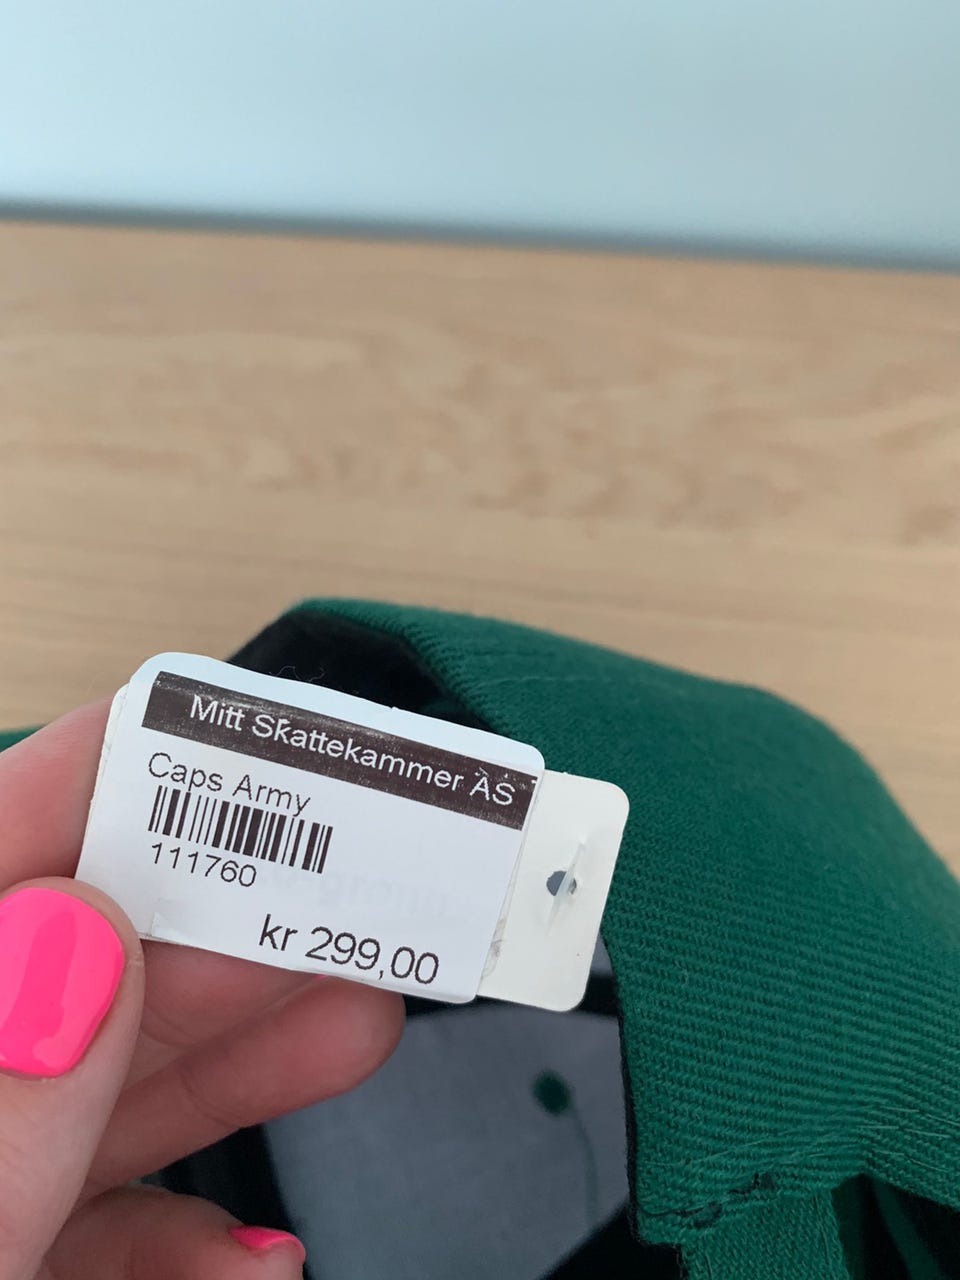 Mitt Skattekammer AS
Caps Army
111760
kr 299,00